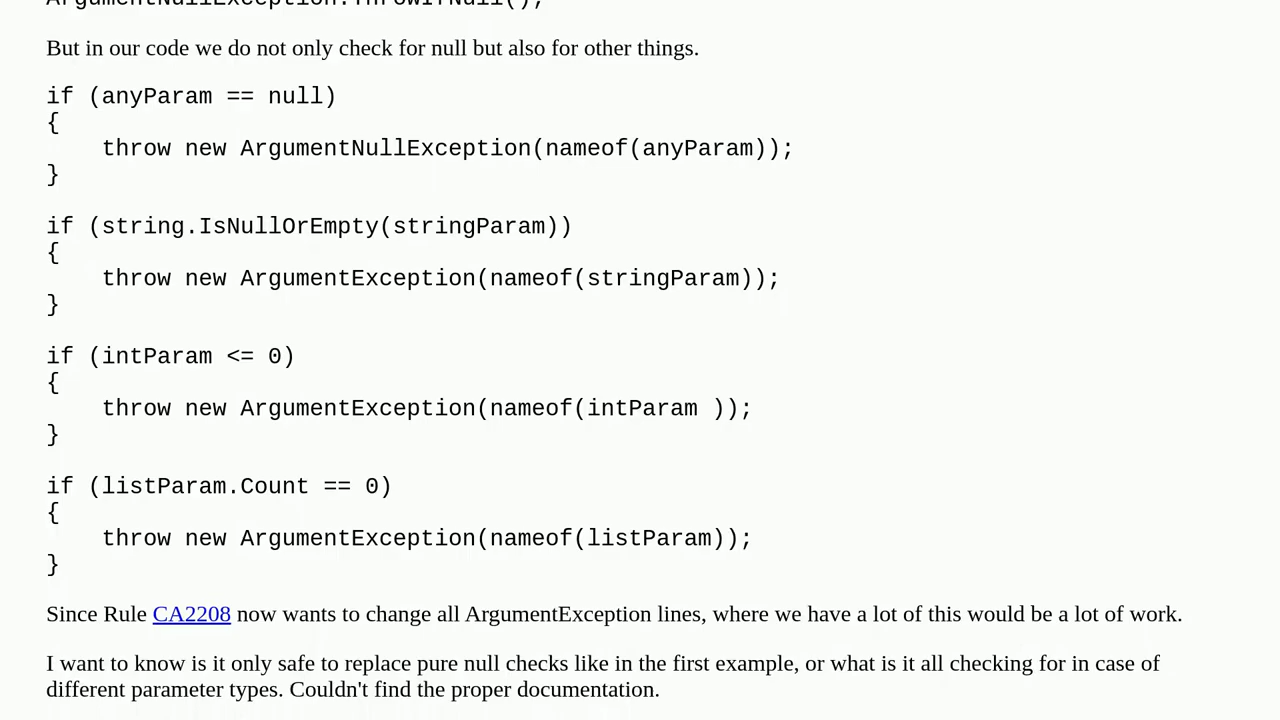 ArgumentNullException.ThrowIfNull();
But in our code we do not only check for null but also for other things.
if (anyParam == null)
{
    throw new ArgumentNullException(nameof(anyParam));
}
if (string.IsNullOrEmpty(stringParam))
{
    throw new ArgumentException(nameof(stringParam));
}
if (intParam <= 0)
{
    throw new ArgumentException(nameof(intParam ));
}
if (listParam.Count == 0)
{
    throw new ArgumentException(nameof(listParam));
}
Since Rule CA2208 now wants to change all ArgumentException lines, where we have a lot of this would be a lot of work.
I want to know is it only safe to replace pure null checks like in the first example, or what is it all checking for in case of
different parameter types. Couldn't find the proper documentation.